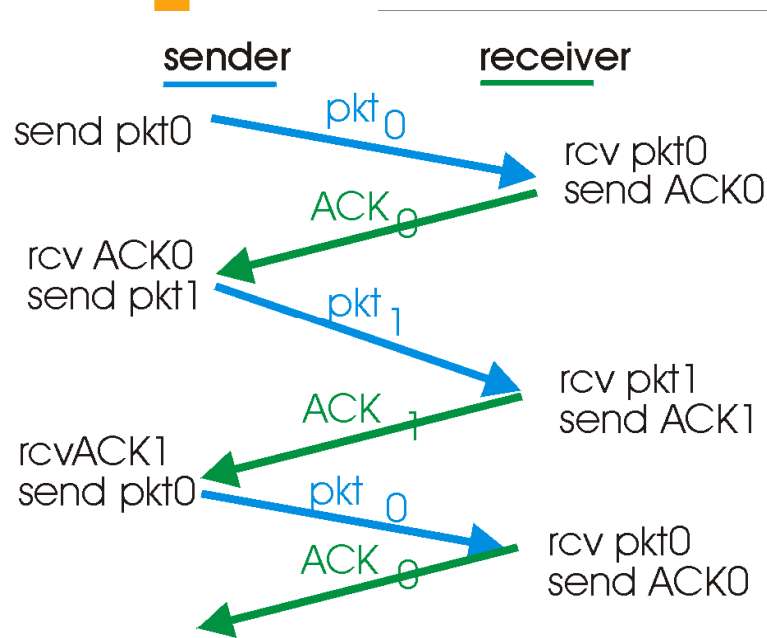 sender
receiver
send pkt0
pkt 0
rcv pkt0
send ACK0
ACK 0
rcv ACK0
send pkt1
pkt 1
rcv pkt1
send ACK1
ACK 1
rcvACK1
send pkt0
pkt 0
rcv pkt0
send ACK0
ACK 0